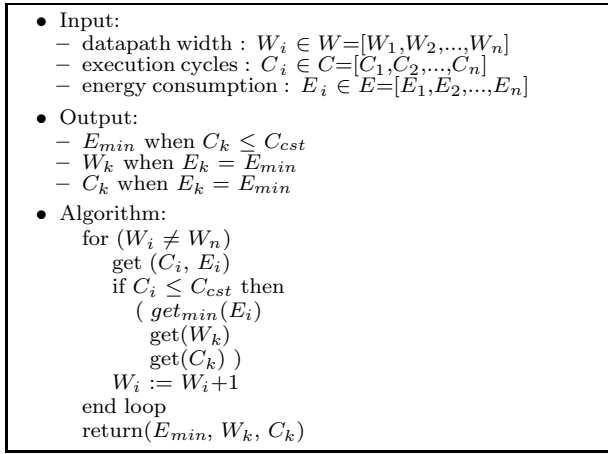 • Input:
– datapath width : W_i ∈ W=[W_1,W_2,...,W_n]
– execution cycles : C_i ∈ C=[C_1,C_2,...,C_n]
– energy consumption : E_i ∈ E=[E_1,E_2,...,E_n]
• Output:
– E_min when C_k ≤ C_cst
– W_k when E_k = E_min
– C_k when E_k = E_min
• Algorithm:
for (W_i ≠ W_n)
get (C_i, E_i)
if C_i ≤ C_cst then
( get_min(E_i)
get(W_k)
get(C_k) )
W_i := W_i+1
end loop
return(E_min, W_k, C_k)